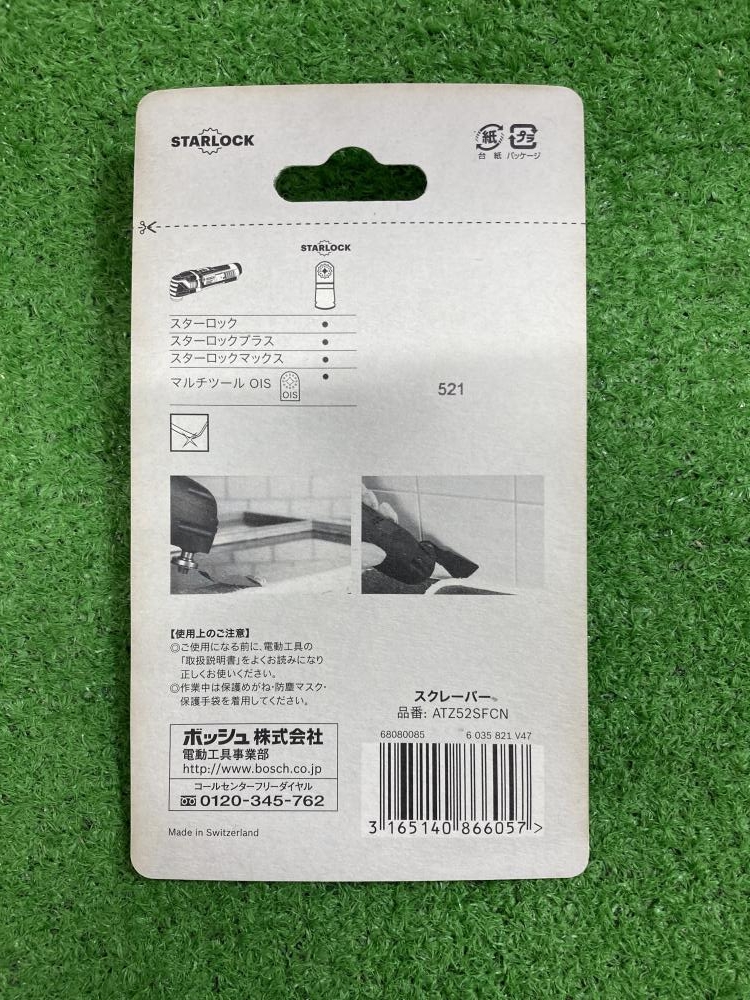 STARLOCK
紙
プラ
台 紙 パッケージ
STARLOCK
スターロック
スターロックプラス
スターロックマックス
マルチツール OIS
OIS
521
【使用上のご注意】
◎ご使用になる前に、電動工具の
「取扱説明書」をよくお読みになり
正しくお使いください。
◎作業中は保護めがね・防塵マスク・
保護手袋を着用してください。
スクレーパー
品番: ATZ52SFCN
ボッシュ株式会社
電動工具事業部
http://www.bosch.co.jp
コールセンターフリーダイヤル
0120-345-762
68080085 6 035 821 V47
3 165140 866057 >
Made in Switzerland